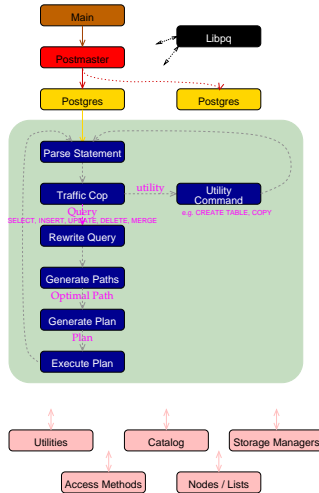 Main
Libpq
Postmaster
Postgres
Postgres
Parse Statement
utility
Traffic Cop
Utility
Command
Query
SELECT, INSERT, UPDATE, DELETE, MERGE
e.g. CREATE TABLE, COPY
Rewrite Query
Generate Paths
Optimal Path
Generate Plan
Plan
Execute Plan
Utilities
Catalog
Storage Managers
Access Methods
Nodes / Lists